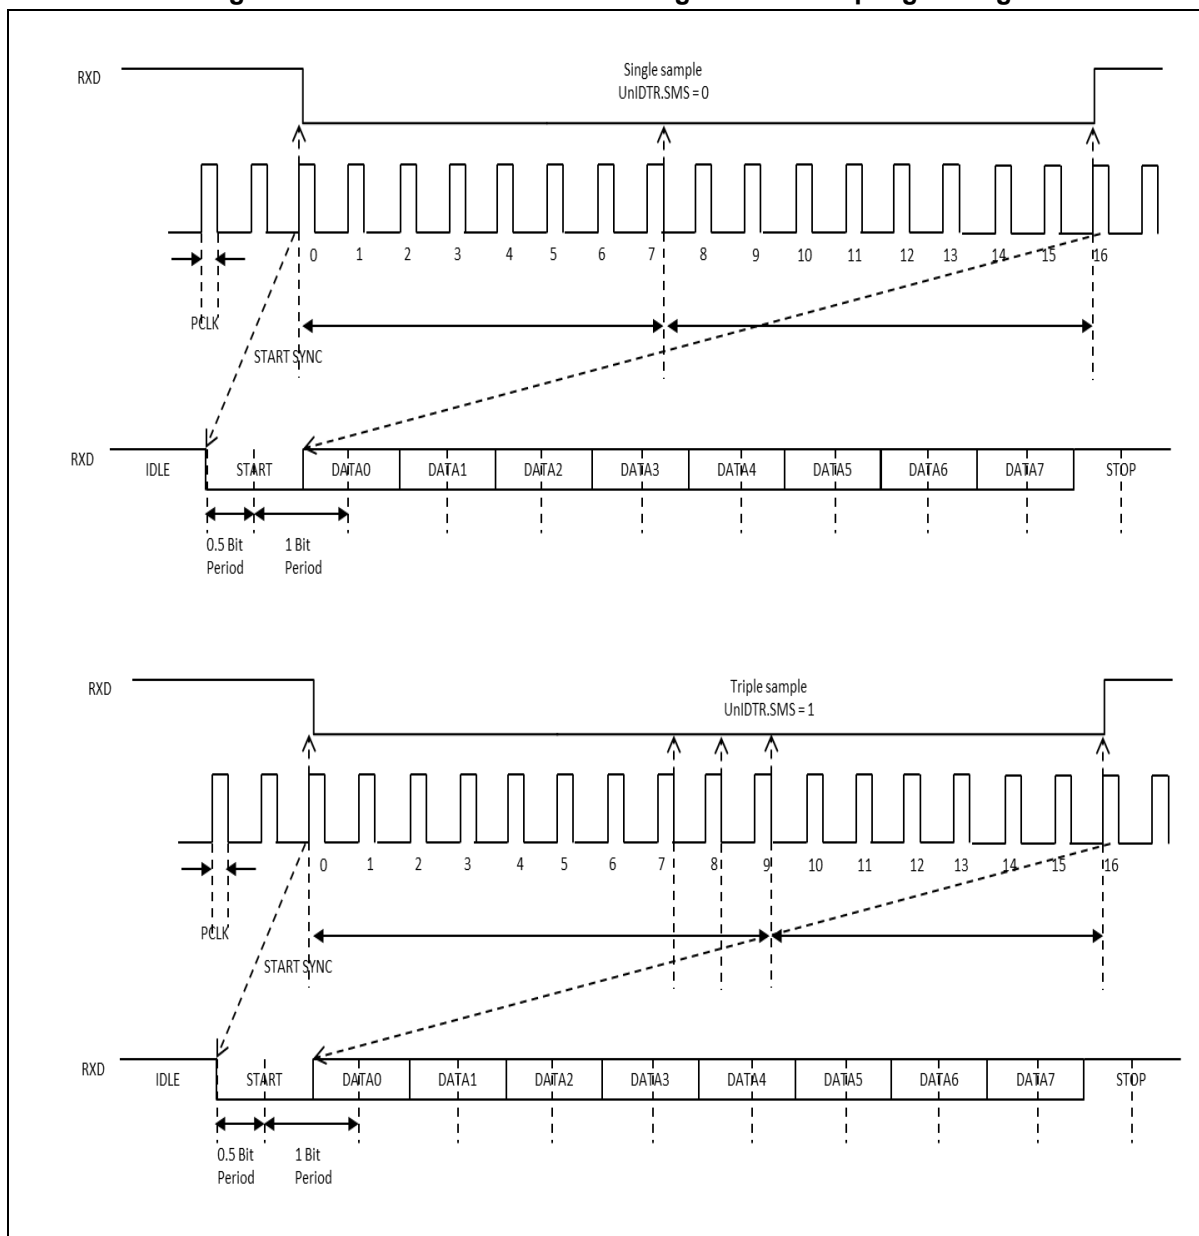 RXD
Single sample
UnIDTR.SMS = 0
0 1 2 3 4 5 6 7 8 9 10 11 12 13 14 15 16
PCLK
START SYNC
RXD
IDLE START DATA0 DATA1 DATA2 DATA3 DATA4 DATA5 DATA6 DATA7 STOP
0.5 Bit 1 Bit
Period Period
RXD
Triple sample
UnIDTR.SMS = 1
0 1 2 3 4 5 6 7 8 9 10 11 12 13 14 15 16
PCLK
START SYNC
RXD
IDLE START DATA0 DATA1 DATA2 DATA3 DATA4 DATA5 DATA6 DATA7 STOP
0.5 Bit 1 Bit
Period Period